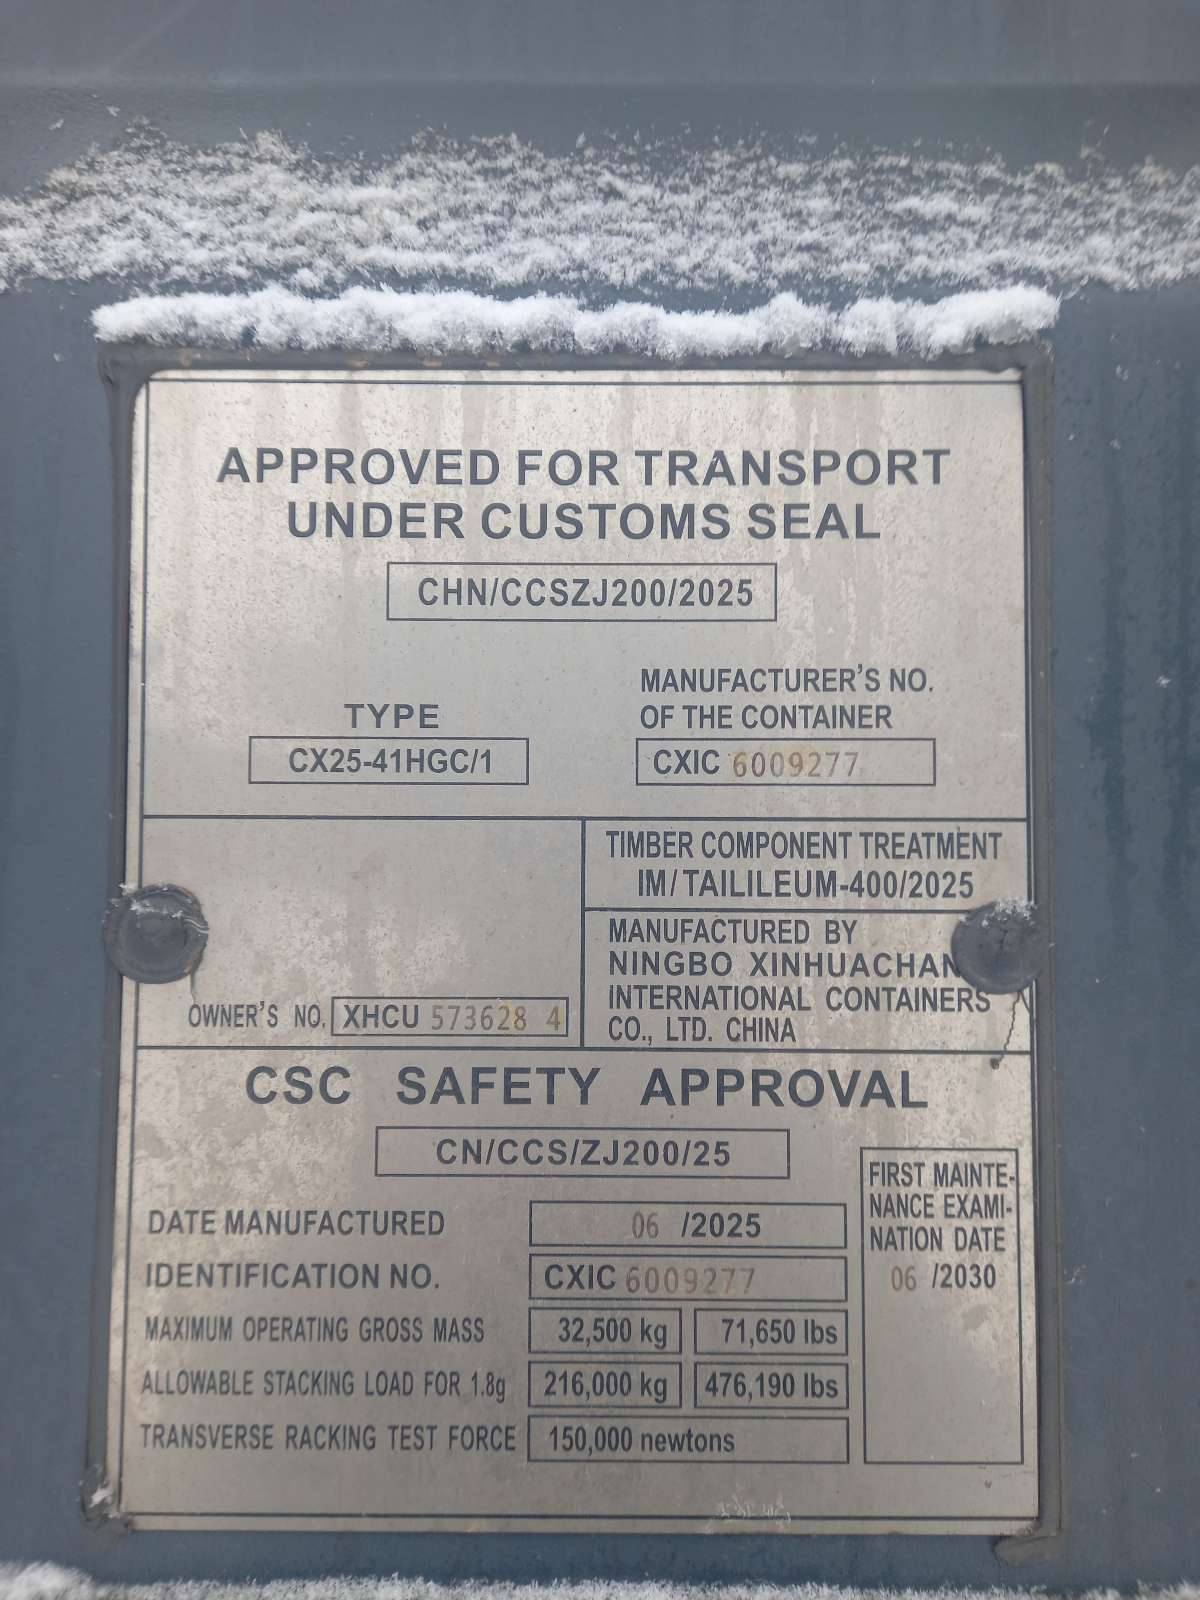 APPROVED FOR TRANSPORT
UNDER CUSTOMS SEAL
CHN/CCSZJ200/2025
TYPE
CX25-41HGC/1
MANUFACTURER'S NO.
OF THE CONTAINER
CXIC 6009277
TIMBER COMPONENT TREATMENT
IM/TAILILEUM-400/2025
OWNER'S NO. XHCU 573628 4
MANUFACTURED BY
NINGBO XINHUACHAN
INTERNATIONAL CONTAINERS
CO., LTD. CHINA
CSC SAFETY APPROVAL
CN/CCS/ZJ200/25
DATE MANUFACTURED 06 /2025
IDENTIFICATION NO. CXIC 6009277
MAXIMUM OPERATING GROSS MASS 32,500 kg 71,650 lbs
ALLOWABLE STACKING LOAD FOR 1.8g 216,000 kg 476,190 lbs
TRANSVERSE RACKING TEST FORCE 150,000 newtons
FIRST MAINTE-
NANCE EXAMI-
NATION DATE
06 /2030